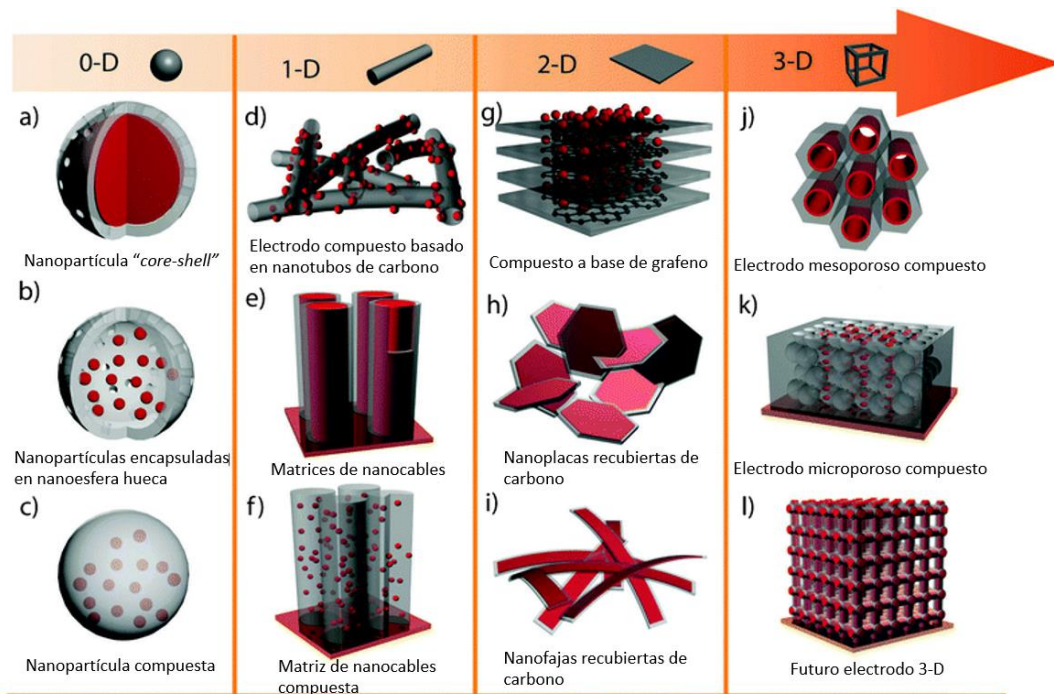 0-D
1-D
2-D
3-D
a)
Nanopartícula “core-shell”
b)
Nanopartículas encapsuladas
en nanoesfera hueca
c)
Nanopartícula compuesta
d)
Electrodo compuesto basado
en nanotubos de carbono
e)
Matrices de nanocables
f)
Matriz de nanocables
compuesta
g)
Compuesto a base de grafeno
h)
Nanoplacas recubiertas de
carbono
i)
Nanofajas recubiertas de
carbono
j)
Electrodo mesoporoso compuesto
k)
Electrodo microporoso compuesto
l)
Futuro electrodo 3-D